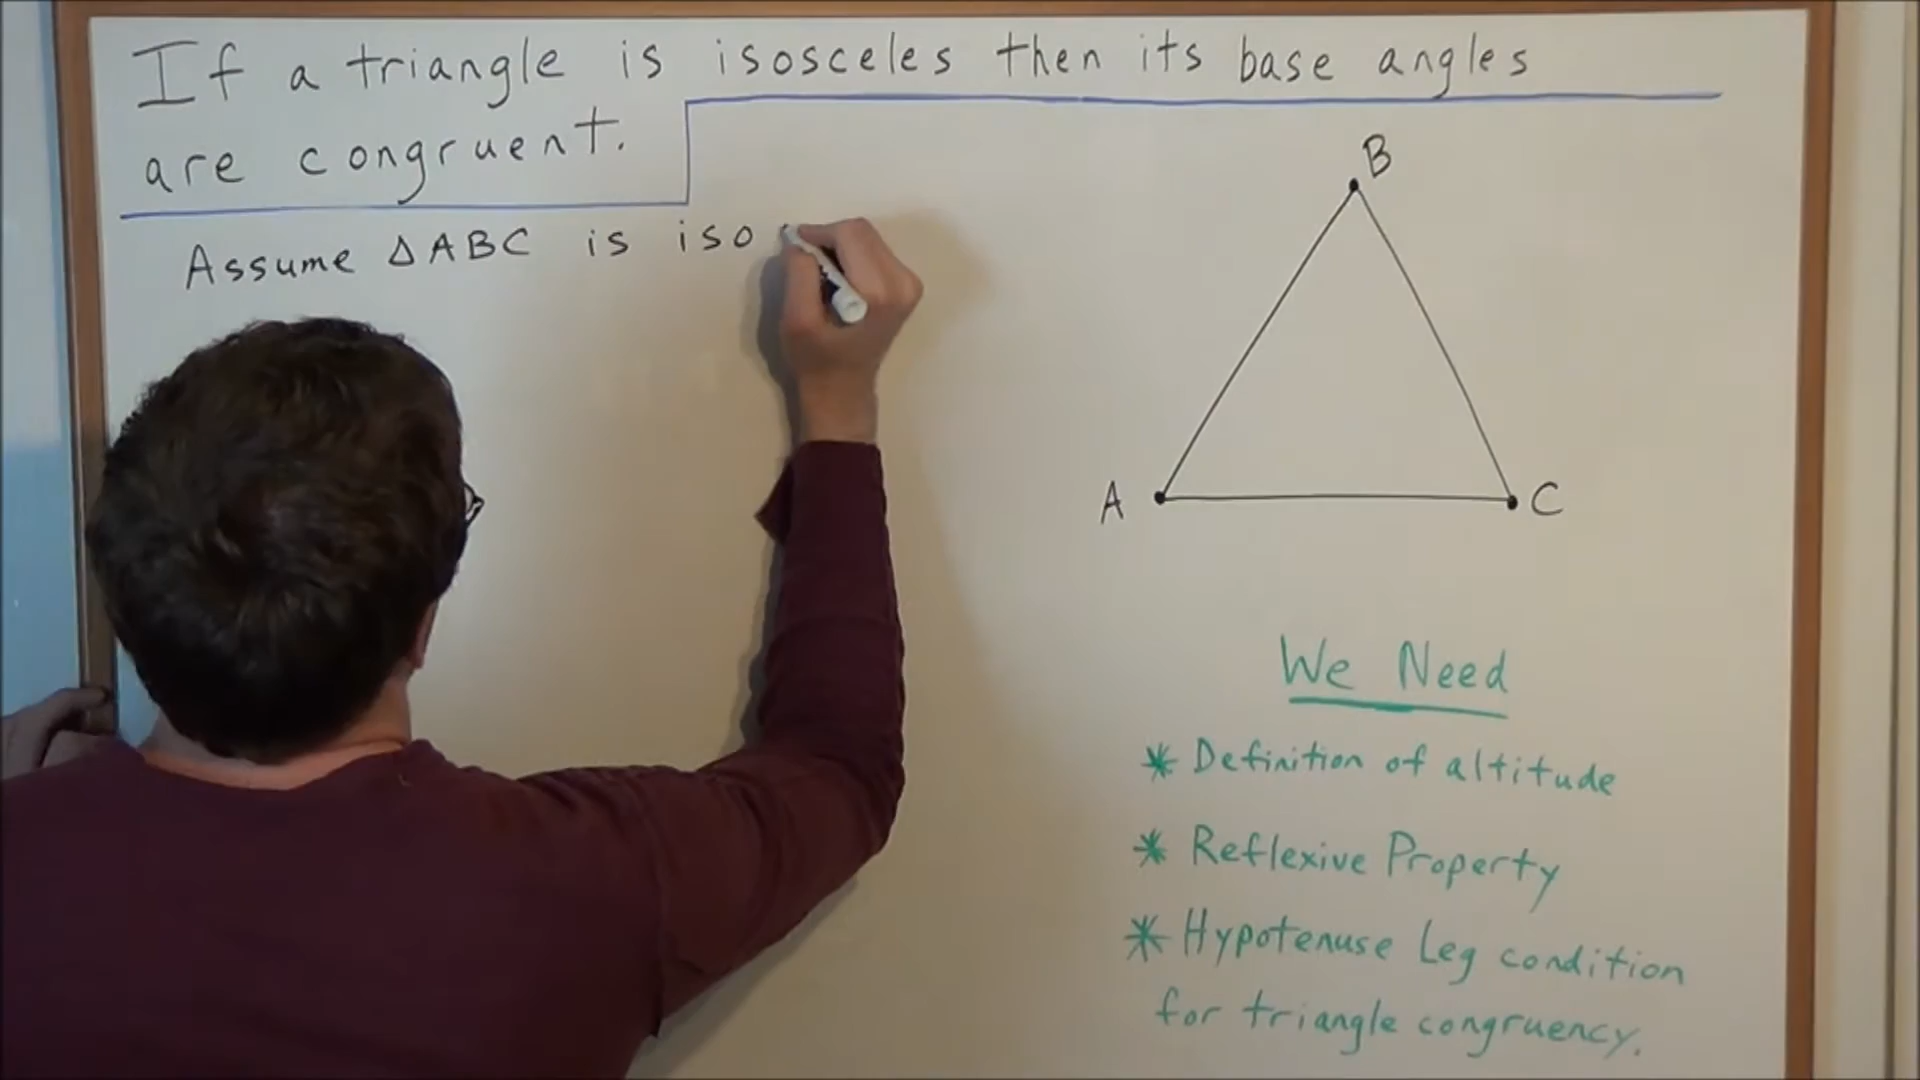 If a triangle is isosceles then its base angles
are congruent.
Assume △ABC is iso
B
A
C
We Need
* Definition of altitude
* Reflexive Property
* Hypotenuse Leg condition
for triangle congruency.